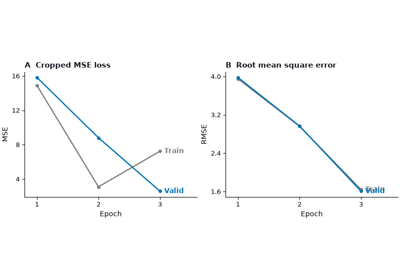 A Cropped MSE loss
16
12
8
4
MSE
Train
Valid
1 2 3
Epoch
B Root mean square error
4.0
3.2
2.4
1.6
RMSE
Train
Valid
1 2 3
Epoch